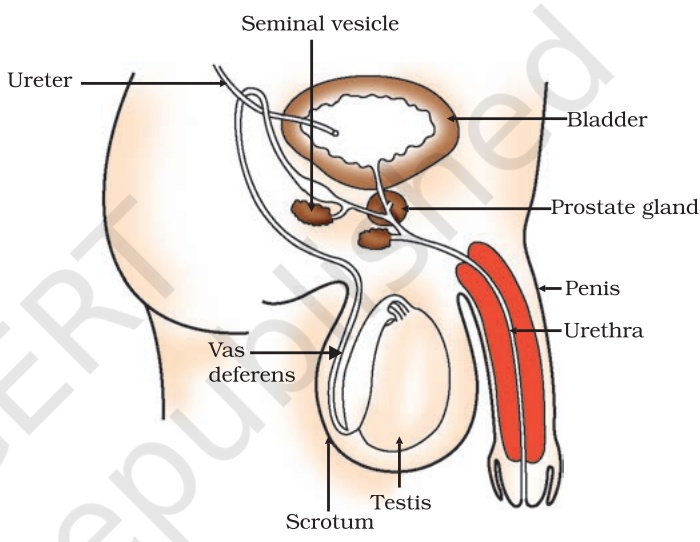 Seminal vesicle
Ureter
Bladder
Prostate gland
Penis
Urethra
Vas
deferens
Testis
Scrotum